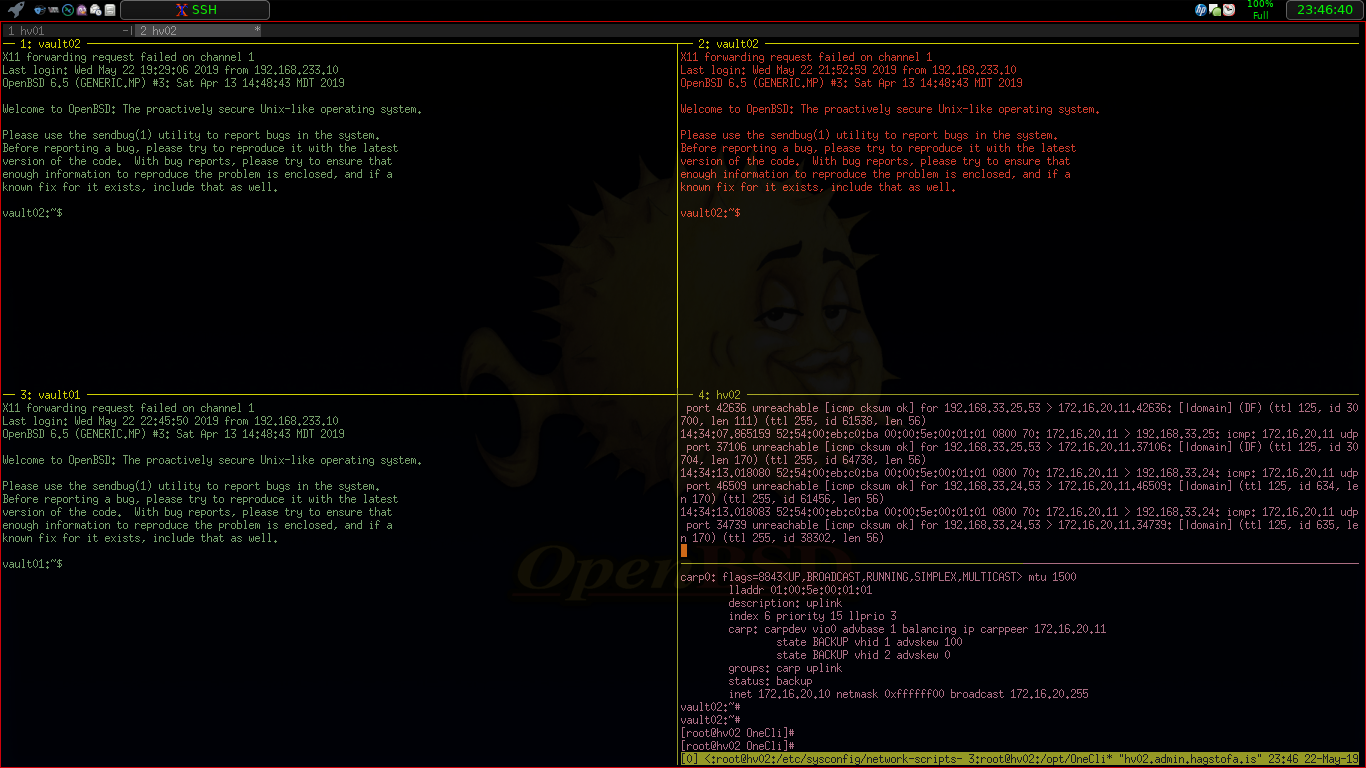 SSH
100%
Full
23:46:40
1 hv01 -|
2 hv02 *
1: vault02
X11 forwarding request failed on channel 1
Last login: Wed May 22 19:29:06 2019 from 192.168.233.10
OpenBSD 6.5 (GENERIC.MP) #3: Sat Apr 13 14:48:43 MDT 2019
Welcome to OpenBSD: The proactively secure Unix-like operating system.
Please use the sendbug(1) utility to report bugs in the system.
Before reporting a bug, please try to reproduce it with the latest
version of the code.  With bug reports, please try to ensure that
enough information to reproduce the problem is enclosed, and if a
known fix for it exists, include that as well.
vault02:~$
2: vault02
X11 forwarding request failed on channel 1
Last login: Wed May 22 21:52:59 2019 from 192.168.233.10
OpenBSD 6.5 (GENERIC.MP) #3: Sat Apr 13 14:48:43 MDT 2019
Welcome to OpenBSD: The proactively secure Unix-like operating system.
Please use the sendbug(1) utility to report bugs in the system.
Before reporting a bug, please try to reproduce it with the latest
version of the code.  With bug reports, please try to ensure that
enough information to reproduce the problem is enclosed, and if a
known fix for it exists, include that as well.
vault02:~$
3: vault01
X11 forwarding request failed on channel 1
Last login: Wed May 22 22:45:50 2019 from 192.168.233.10
OpenBSD 6.5 (GENERIC.MP) #3: Sat Apr 13 14:48:43 MDT 2019
Welcome to OpenBSD: The proactively secure Unix-like operating system.
Please use the sendbug(1) utility to report bugs in the system.
Before reporting a bug, please try to reproduce it with the latest
version of the code.  With bug reports, please try to ensure that
enough information to reproduce the problem is enclosed, and if a
known fix for it exists, include that as well.
vault01:~$
4: hv02
port 42636 unreachable [icmp cksum ok] for 192.168.33.25.53 > 172.16.20.11.42636: [|domain] (DF) (ttl 125, id 30
700, len 111) (ttl 255, id 61538, len 56)
14:34:07.865159 52:54:00:eb:c0:ba 00:00:5e:00:01:01 0800 70: 172.16.20.11 > 192.168.33.25: icmp: 172.16.20.11 udp
port 37106 unreachable [icmp cksum ok] for 192.168.33.25.53 > 172.16.20.11.37106: [|domain] (DF) (ttl 125, id 30
704, len 170) (ttl 255, id 64738, len 56)
14:34:13.018080 52:54:00:eb:c0:ba 00:00:5e:00:01:01 0800 70: 172.16.20.11 > 192.168.33.24: icmp: 172.16.20.11 udp
port 46509 unreachable [icmp cksum ok] for 192.168.33.24.53 > 172.16.20.11.46509: [|domain] (ttl 125, id 634, le
n 170) (ttl 255, id 61456, len 56)
14:34:13.018083 52:54:00:eb:c0:ba 00:00:5e:00:01:01 0800 70: 172.16.20.11 > 192.168.33.24: icmp: 172.16.20.11 udp
port 34739 unreachable [icmp cksum ok] for 192.168.33.24.53 > 172.16.20.11.34739: [|domain] (ttl 125, id 635, le
n 170) (ttl 255, id 38302, len 56)
carp0: flags=8843<UP,BROADCAST,RUNNING,SIMPLEX,MULTICAST> mtu 1500
lladdr 01:00:5e:00:01:01
description: uplink
index 6 priority 15 llprio 3
carp: carpdev vio0 advbase 1 balancing ip carppeer 172.16.20.11
state BACKUP vhid 1 advskew 100
state BACKUP vhid 2 advskew 0
groups: carp uplink
status: backup
inet 172.16.20.10 netmask 0xffffff00 broadcast 172.16.20.255
vault02:~#
vault02:~#
[root@hv02 OneCli]#
[root@hv02 OneCli]#
[0] <:root@hv02:/etc/sysconfig/network-scripts- 3:root@hv02:/opt/OneCli* "hv02.admin.hagstofa.is" 23:46 22-May-19
OpenBSD